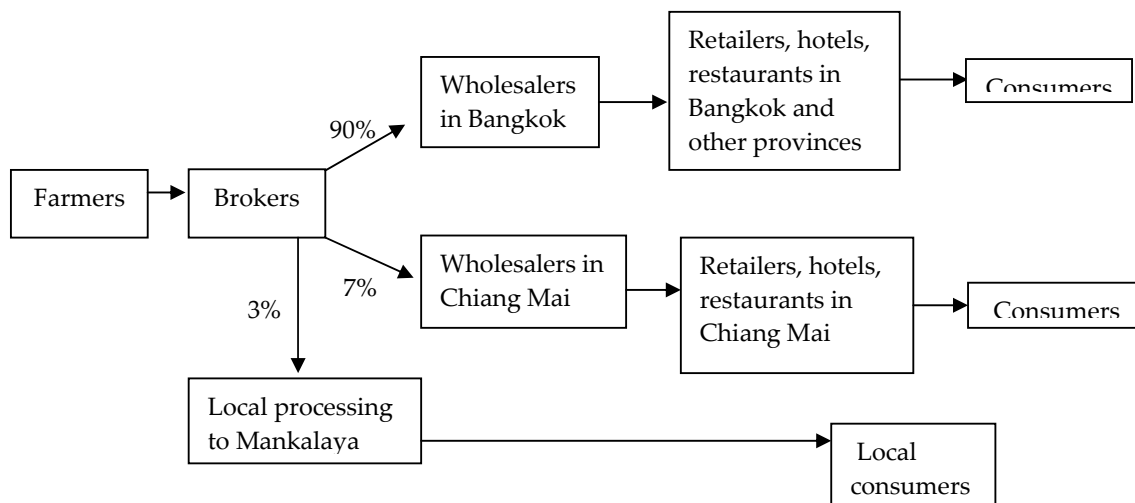 Retailers, hotels,
restaurants in
Bangkok and
other provinces
Consumers
Wholesalers
in Bangkok
90%
Farmers
Brokers
Wholesalers in
Chiang Mai
7%
3%
Retailers, hotels,
restaurants in
Chiang Mai
Consumers
Local processing
to Mankalaya
Local
consumers